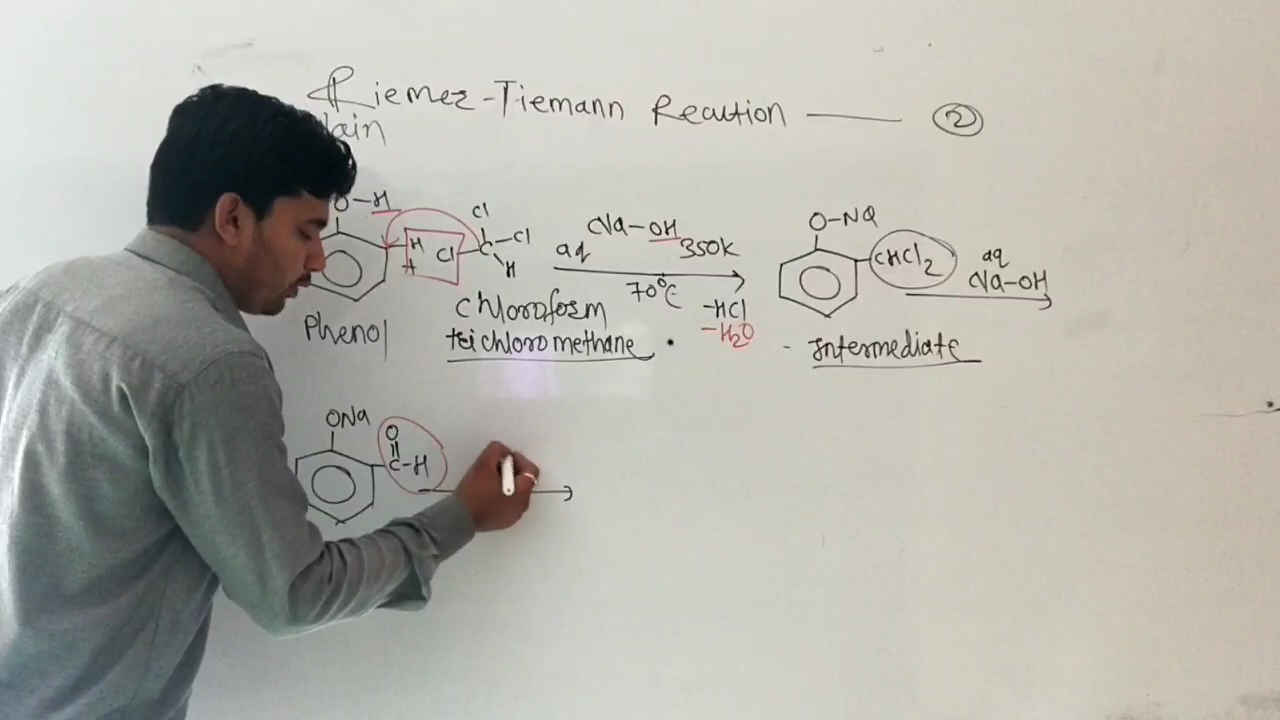 Riemer-Tiemann Reaction —— ②
lain
O-H
Cl
H Cl C Cl
H
Na-OH
aq 350K
70°C
-HCl
-H2O
O-Na
CHCl2
aq
Na-OH
Phenol
chloroform
trichloromethane .
- Intermediate
ONa
O
C-H